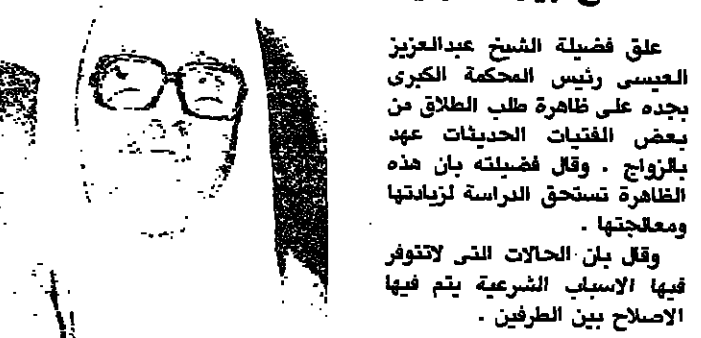 علق فضيلة الشيخ عبدالعزيز
العيسى رئيس المحكمة الكبرى
بجده على ظاهرة طلب الطلاق من
بعض الفتيات الحديثات عهد
بالزواج . وقال فضيلته بان هذه
الظاهرة تستحق الدراسة لزيادتها
ومعالجتها .
وقال بان الحالات التى لاتتوفر
فيها الاسباب الشرعية يتم فيها
الاصلاح بين الطرفين .